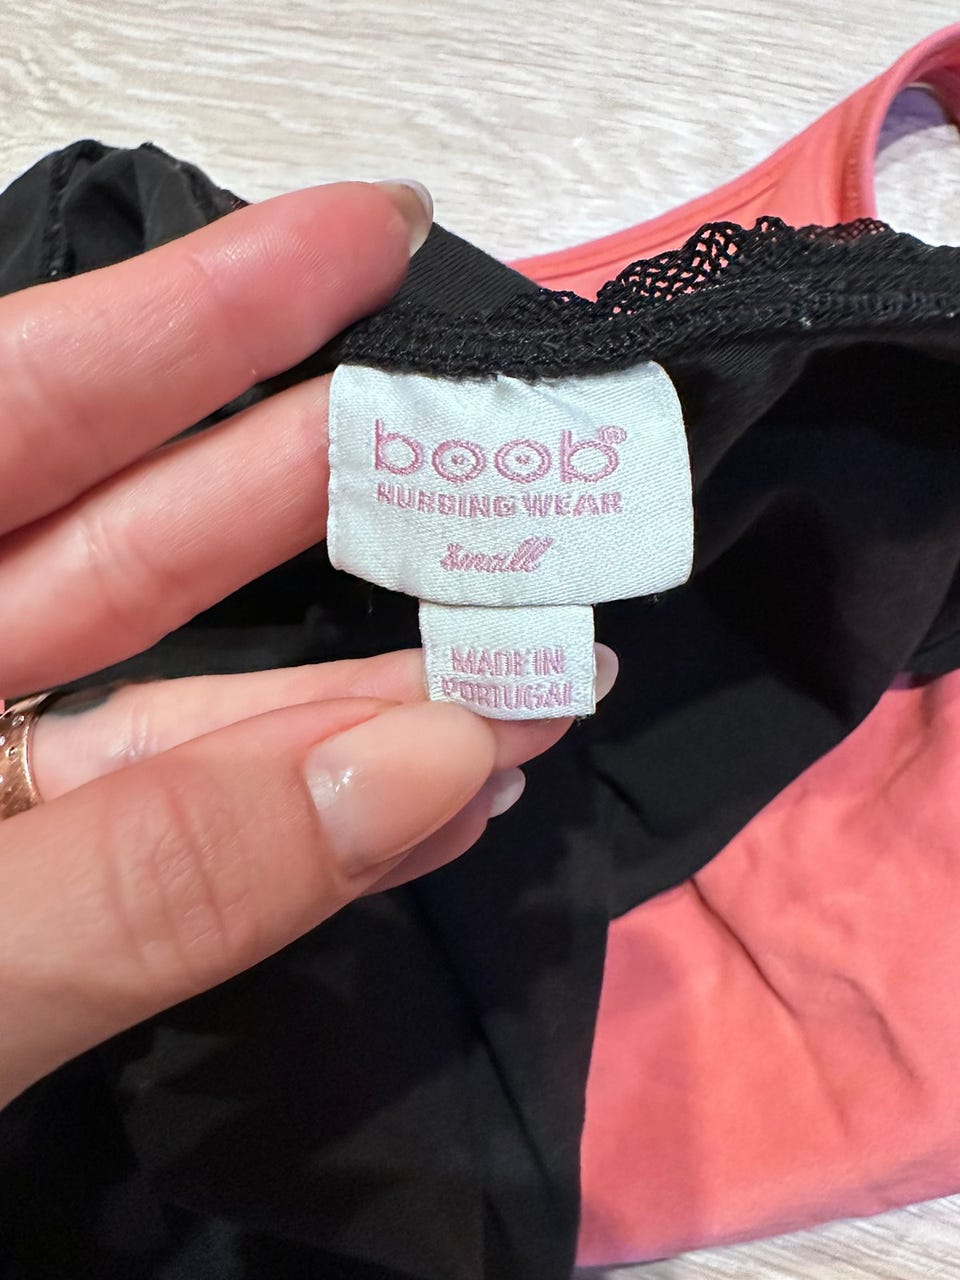 boob®
NURSING WEAR
small
MADE IN
PORTUGAL